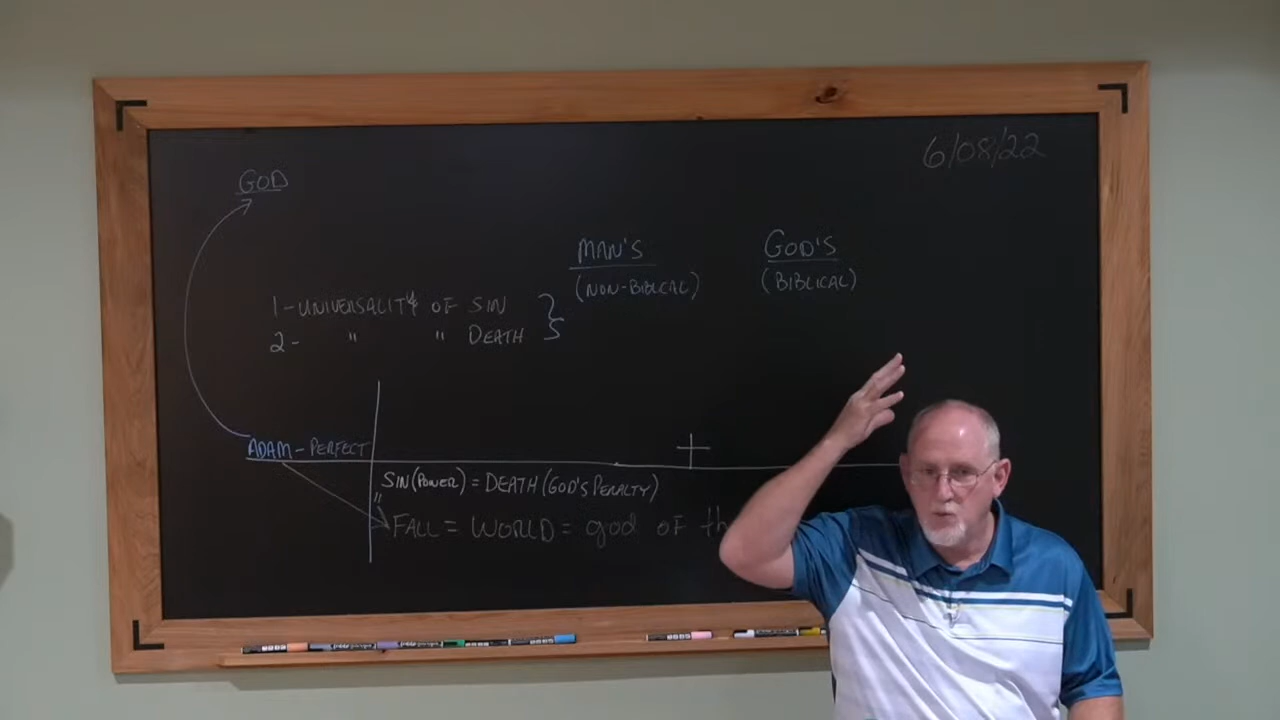 6/08/22
GOD
MAN'S
GOD'S
(NON-BIBLICAL)
(BIBLICAL)
1-UNIVERSALITY OF SIN
2- " " DEATH
ADAM-PERFECT
SIN(POWER) = DEATH(GOD'S PENALTY)
"
FALL = WORLD = god OF th